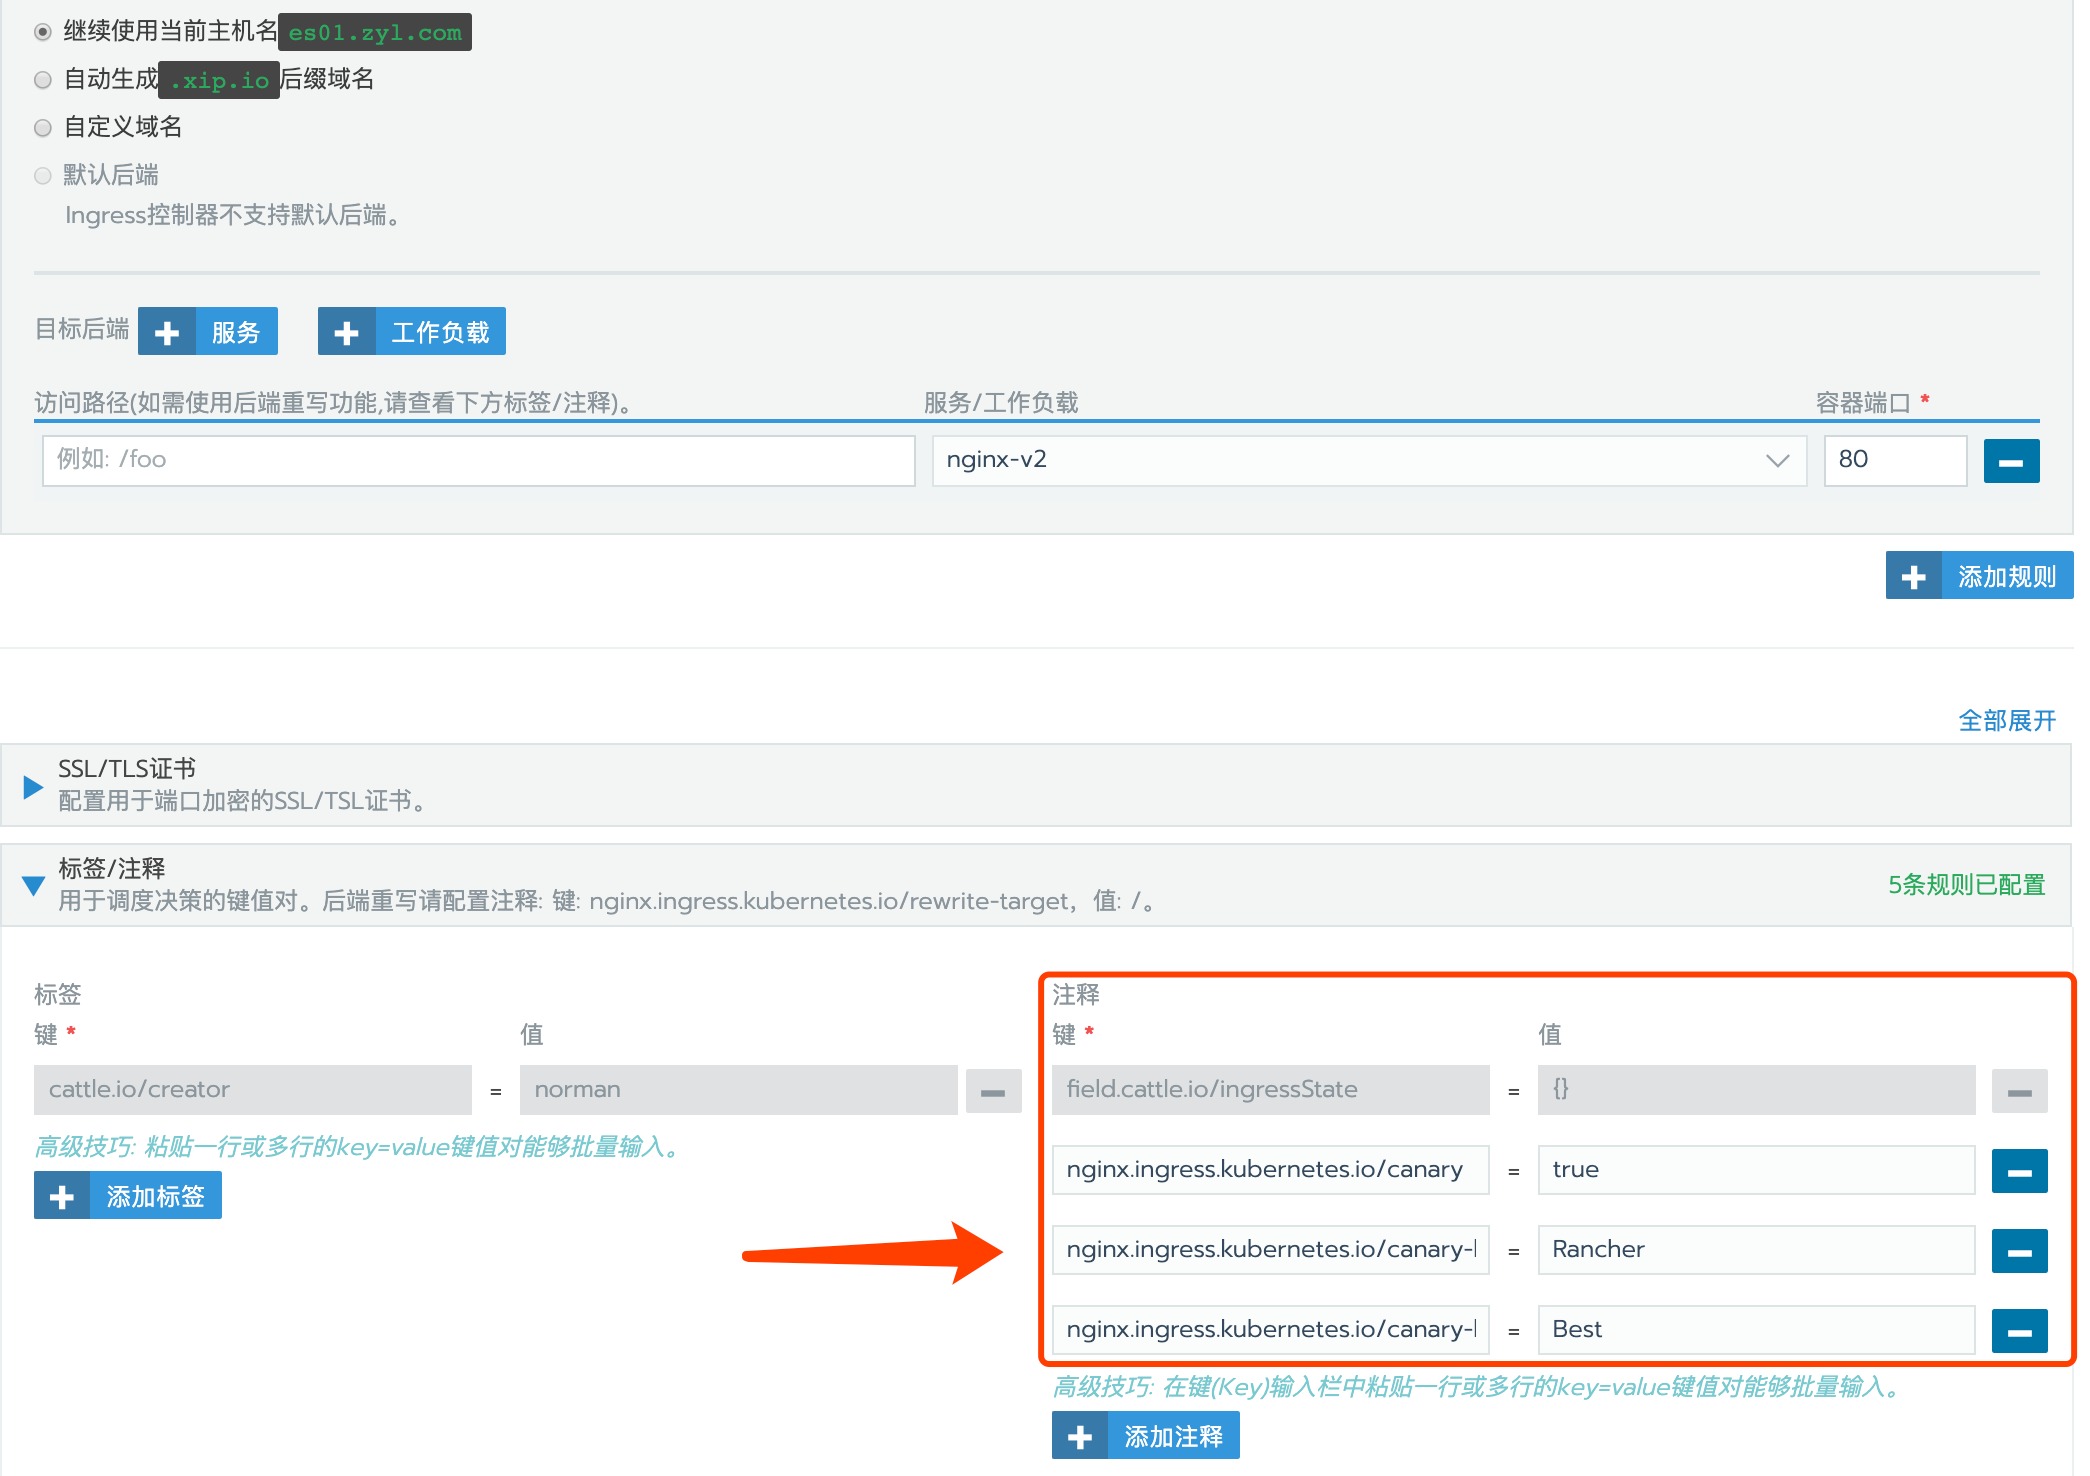 继续使用当前主机名 es01.zyl.com
自动生成 .xip.io 后缀域名
自定义域名
默认后端
Ingress控制器不支持默认后端。
目标后端 服务 工作负载
访问路径(如需使用后端重写功能,请查看下方标签/注释)。 服务/工作负载 容器端口 *
例如: /foo nginx-v2 80
添加规则
全部展开
SSL/TLS证书
配置用于端口加密的SSL/TSL证书。
标签/注释
用于调度决策的键值对。后端重写请配置注释: 键: nginx.ingress.kubernetes.io/rewrite-target，值: /。
5条规则已配置
标签
键 * 值
cattle.io/creator = norman
高级技巧: 粘贴一行或多行的key=value键值对能够批量输入。
添加标签
注释
键 * 值
field.cattle.io/ingressState = {}
nginx.ingress.kubernetes.io/canary = true
nginx.ingress.kubernetes.io/canary- = Rancher
nginx.ingress.kubernetes.io/canary- = Best
高级技巧: 在键(Key)输入栏中粘贴一行或多行的key=value键值对能够批量输入。
添加注释